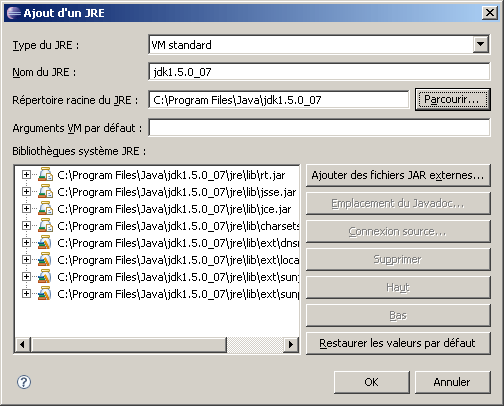 Ajout d'un JRE
Type du JRE :
VM standard
Nom du JRE :
jdk1.5.0_07
Répertoire racine du JRE :
C:\Program Files\Java\jdk1.5.0_07
Parcourir...
Arguments VM par défaut :
Bibliothèques système JRE :
C:\Program Files\Java\jdk1.5.0_07\jre\lib\rt.jar
C:\Program Files\Java\jdk1.5.0_07\jre\lib\jsse.jar
C:\Program Files\Java\jdk1.5.0_07\jre\lib\jce.jar
C:\Program Files\Java\jdk1.5.0_07\jre\lib\charsets
C:\Program Files\Java\jdk1.5.0_07\jre\lib\ext\dnsn
C:\Program Files\Java\jdk1.5.0_07\jre\lib\ext\loca
C:\Program Files\Java\jdk1.5.0_07\jre\lib\ext\sunj
C:\Program Files\Java\jdk1.5.0_07\jre\lib\ext\sunp
Ajouter des fichiers JAR externes...
Emplacement du Javadoc...
Connexion source...
Supprimer
Haut
Bas
Restaurer les valeurs par défaut
?
OK
Annuler